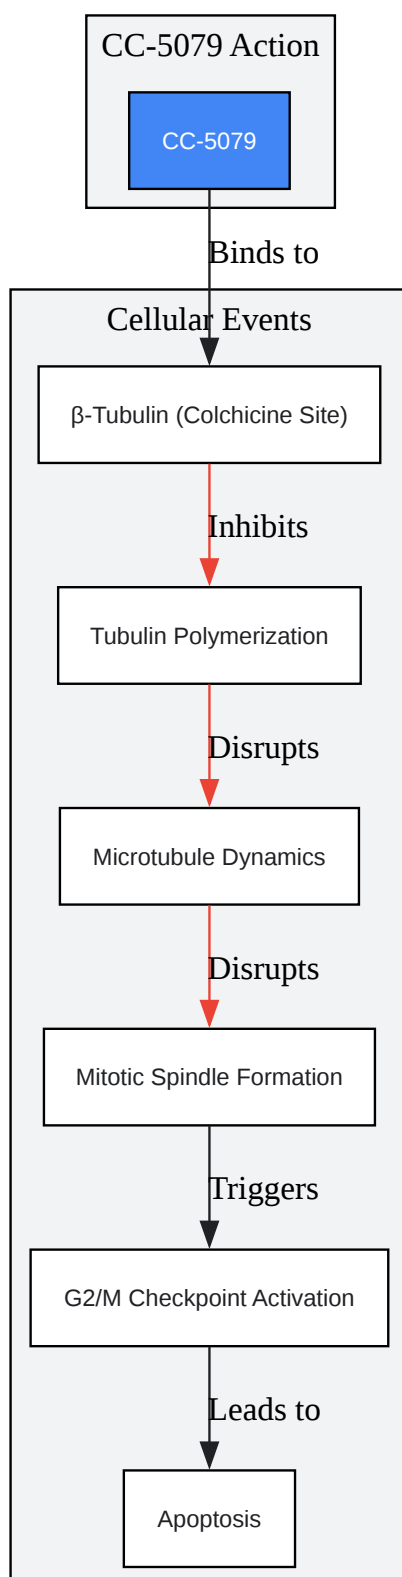 CC-5079 Action
CC-5079
Binds to
Cellular Events
β-Tubulin (Colchicine Site)
Inhibits
Tubulin Polymerization
Disrupts
Microtubule Dynamics
Disrupts
Mitotic Spindle Formation
Triggers
G2/M Checkpoint Activation
Leads to
Apoptosis